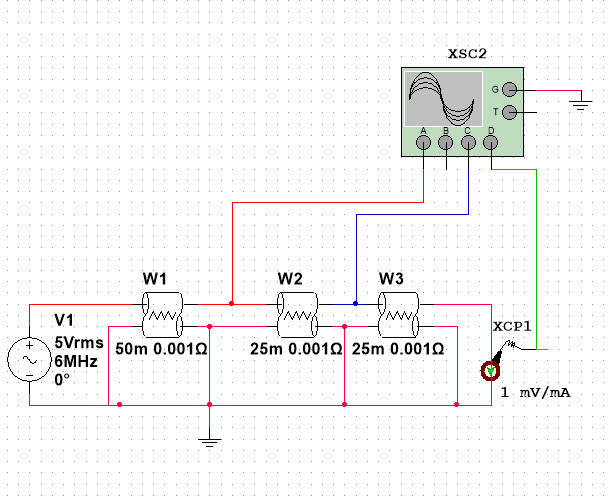 XSC2
G
T
A B C D
W1 W2 W3
V1
5Vrms
6MHz
0°
50m 0.001Ω 25m 0.001Ω 25m 0.001Ω
XCP1
1 mV/mA